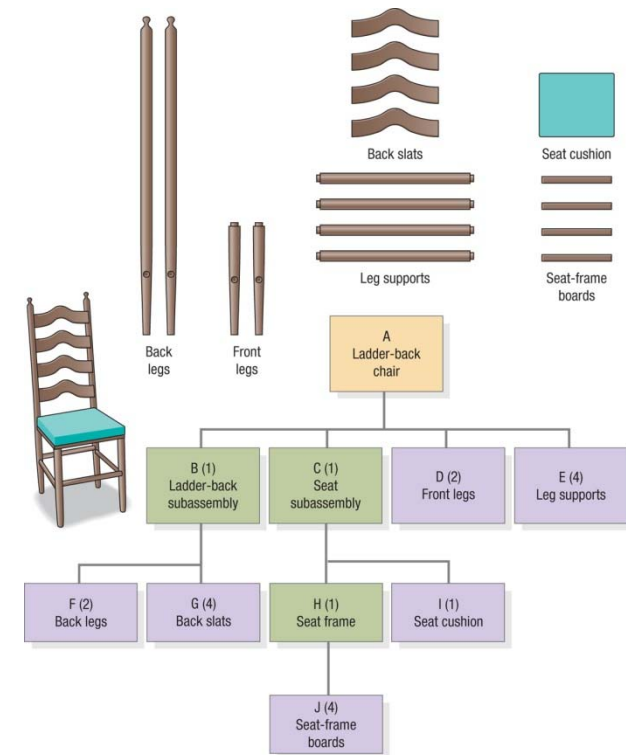 Back slats
Seat cushion
Leg supports
Seat-frame
boards
Back
legs
Front
legs
A
Ladder-back
chair
B (1)
Ladder-back
subassembly
C (1)
Seat
subassembly
D (2)
Front legs
E (4)
Leg supports
F (2)
Back legs
G (4)
Back slats
H (1)
Seat frame
I (1)
Seat cushion
J (4)
Seat-frame
boards